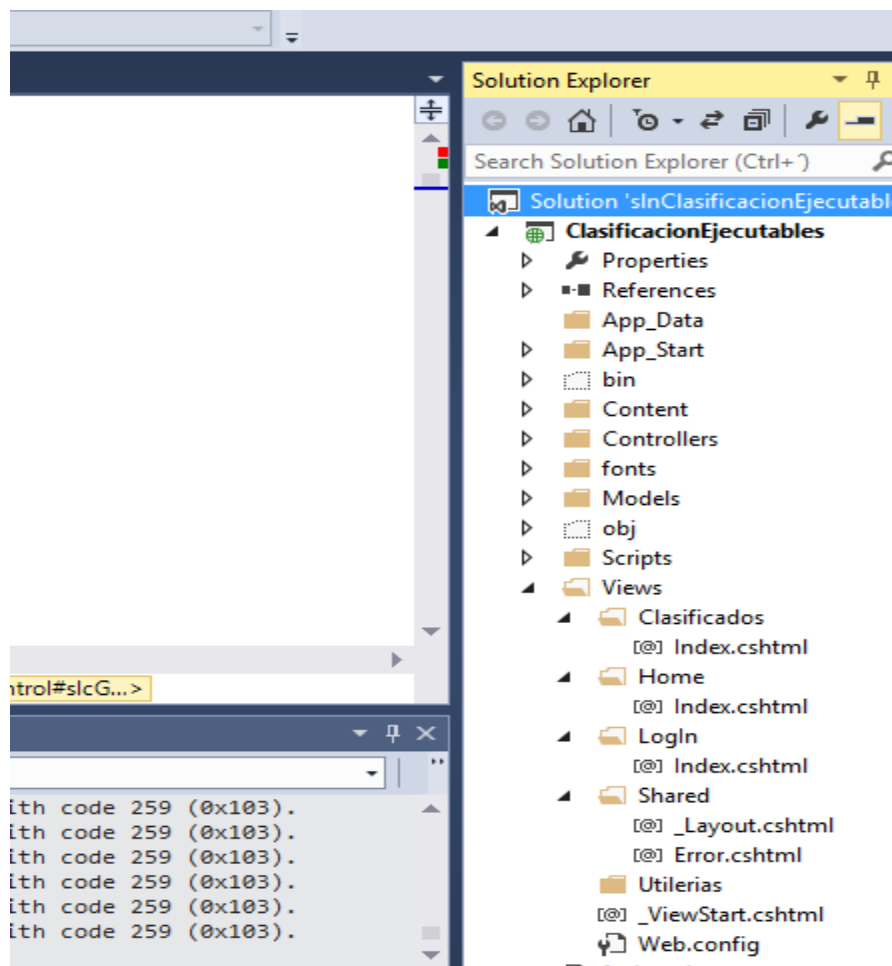 Solution Explorer
Search Solution Explorer (Ctrl+´)
Solution 'slnClasificacionEjecutabl
ClasificacionEjecutables
Properties
References
App_Data
App_Start
bin
Content
Controllers
fonts
Models
obj
Scripts
Views
Clasificados
[@] Index.cshtml
Home
[@] Index.cshtml
LogIn
[@] Index.cshtml
Shared
[@] _Layout.cshtml
[@] Error.cshtml
Utilerias
[@] _ViewStart.cshtml
Web.config
ntrol#slcG...>
ith code 259 (0x103).
ith code 259 (0x103).
ith code 259 (0x103).
ith code 259 (0x103).
ith code 259 (0x103).
ith code 259 (0x103).